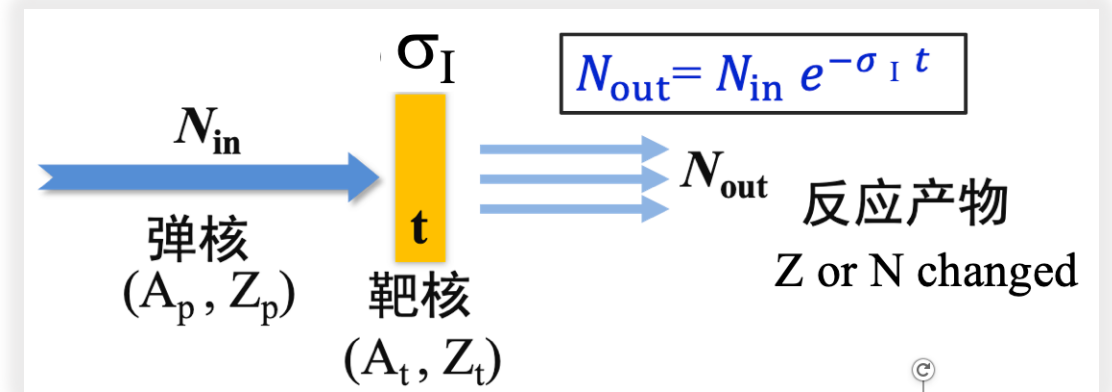 σI
Nout= Nin e−σ I t
Nin
Nout
反应产物
Z or N changed
弹核
(Ap, Zp)
t
靶核
(At, Zt)